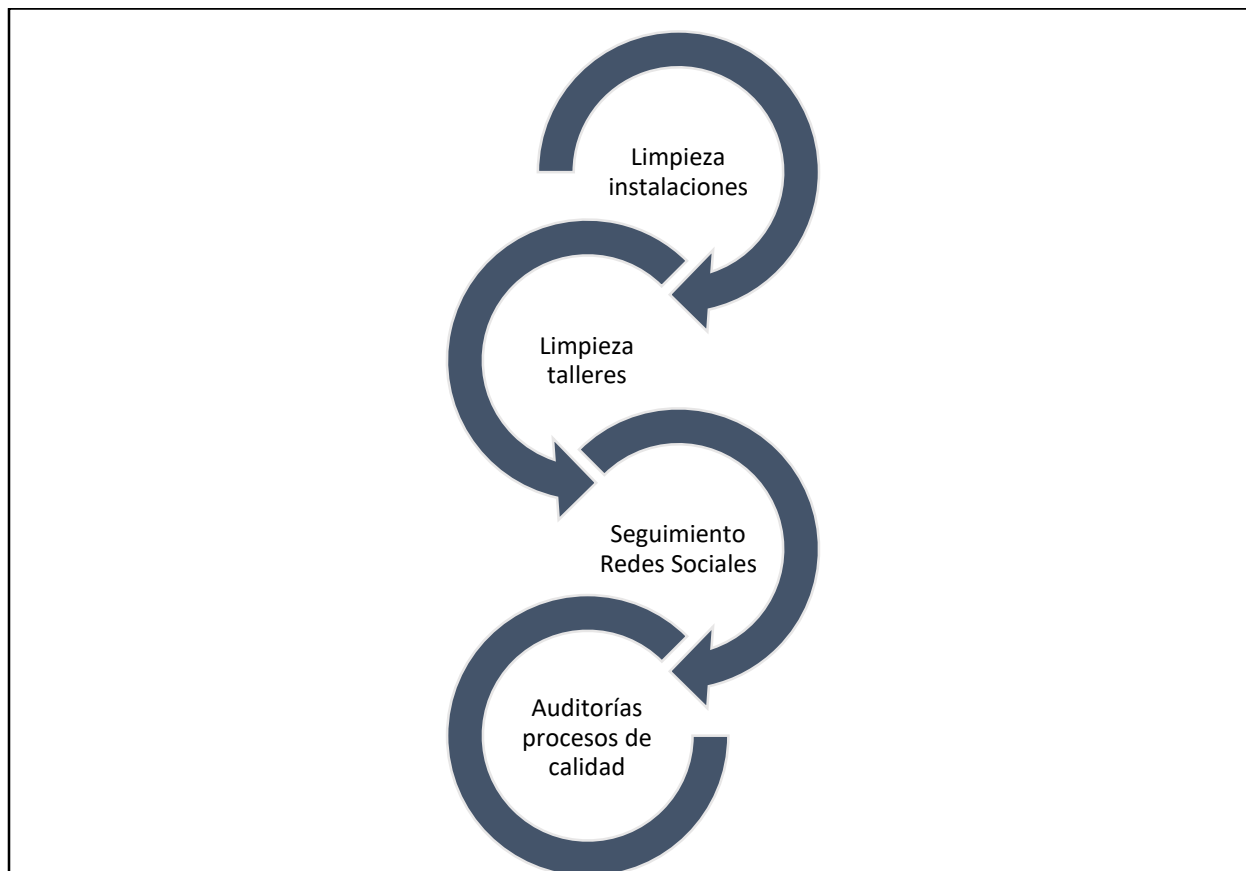 Limpieza
instalaciones
Limpieza
talleres
Seguimiento
Redes Sociales
Auditorías
procesos de
calidad